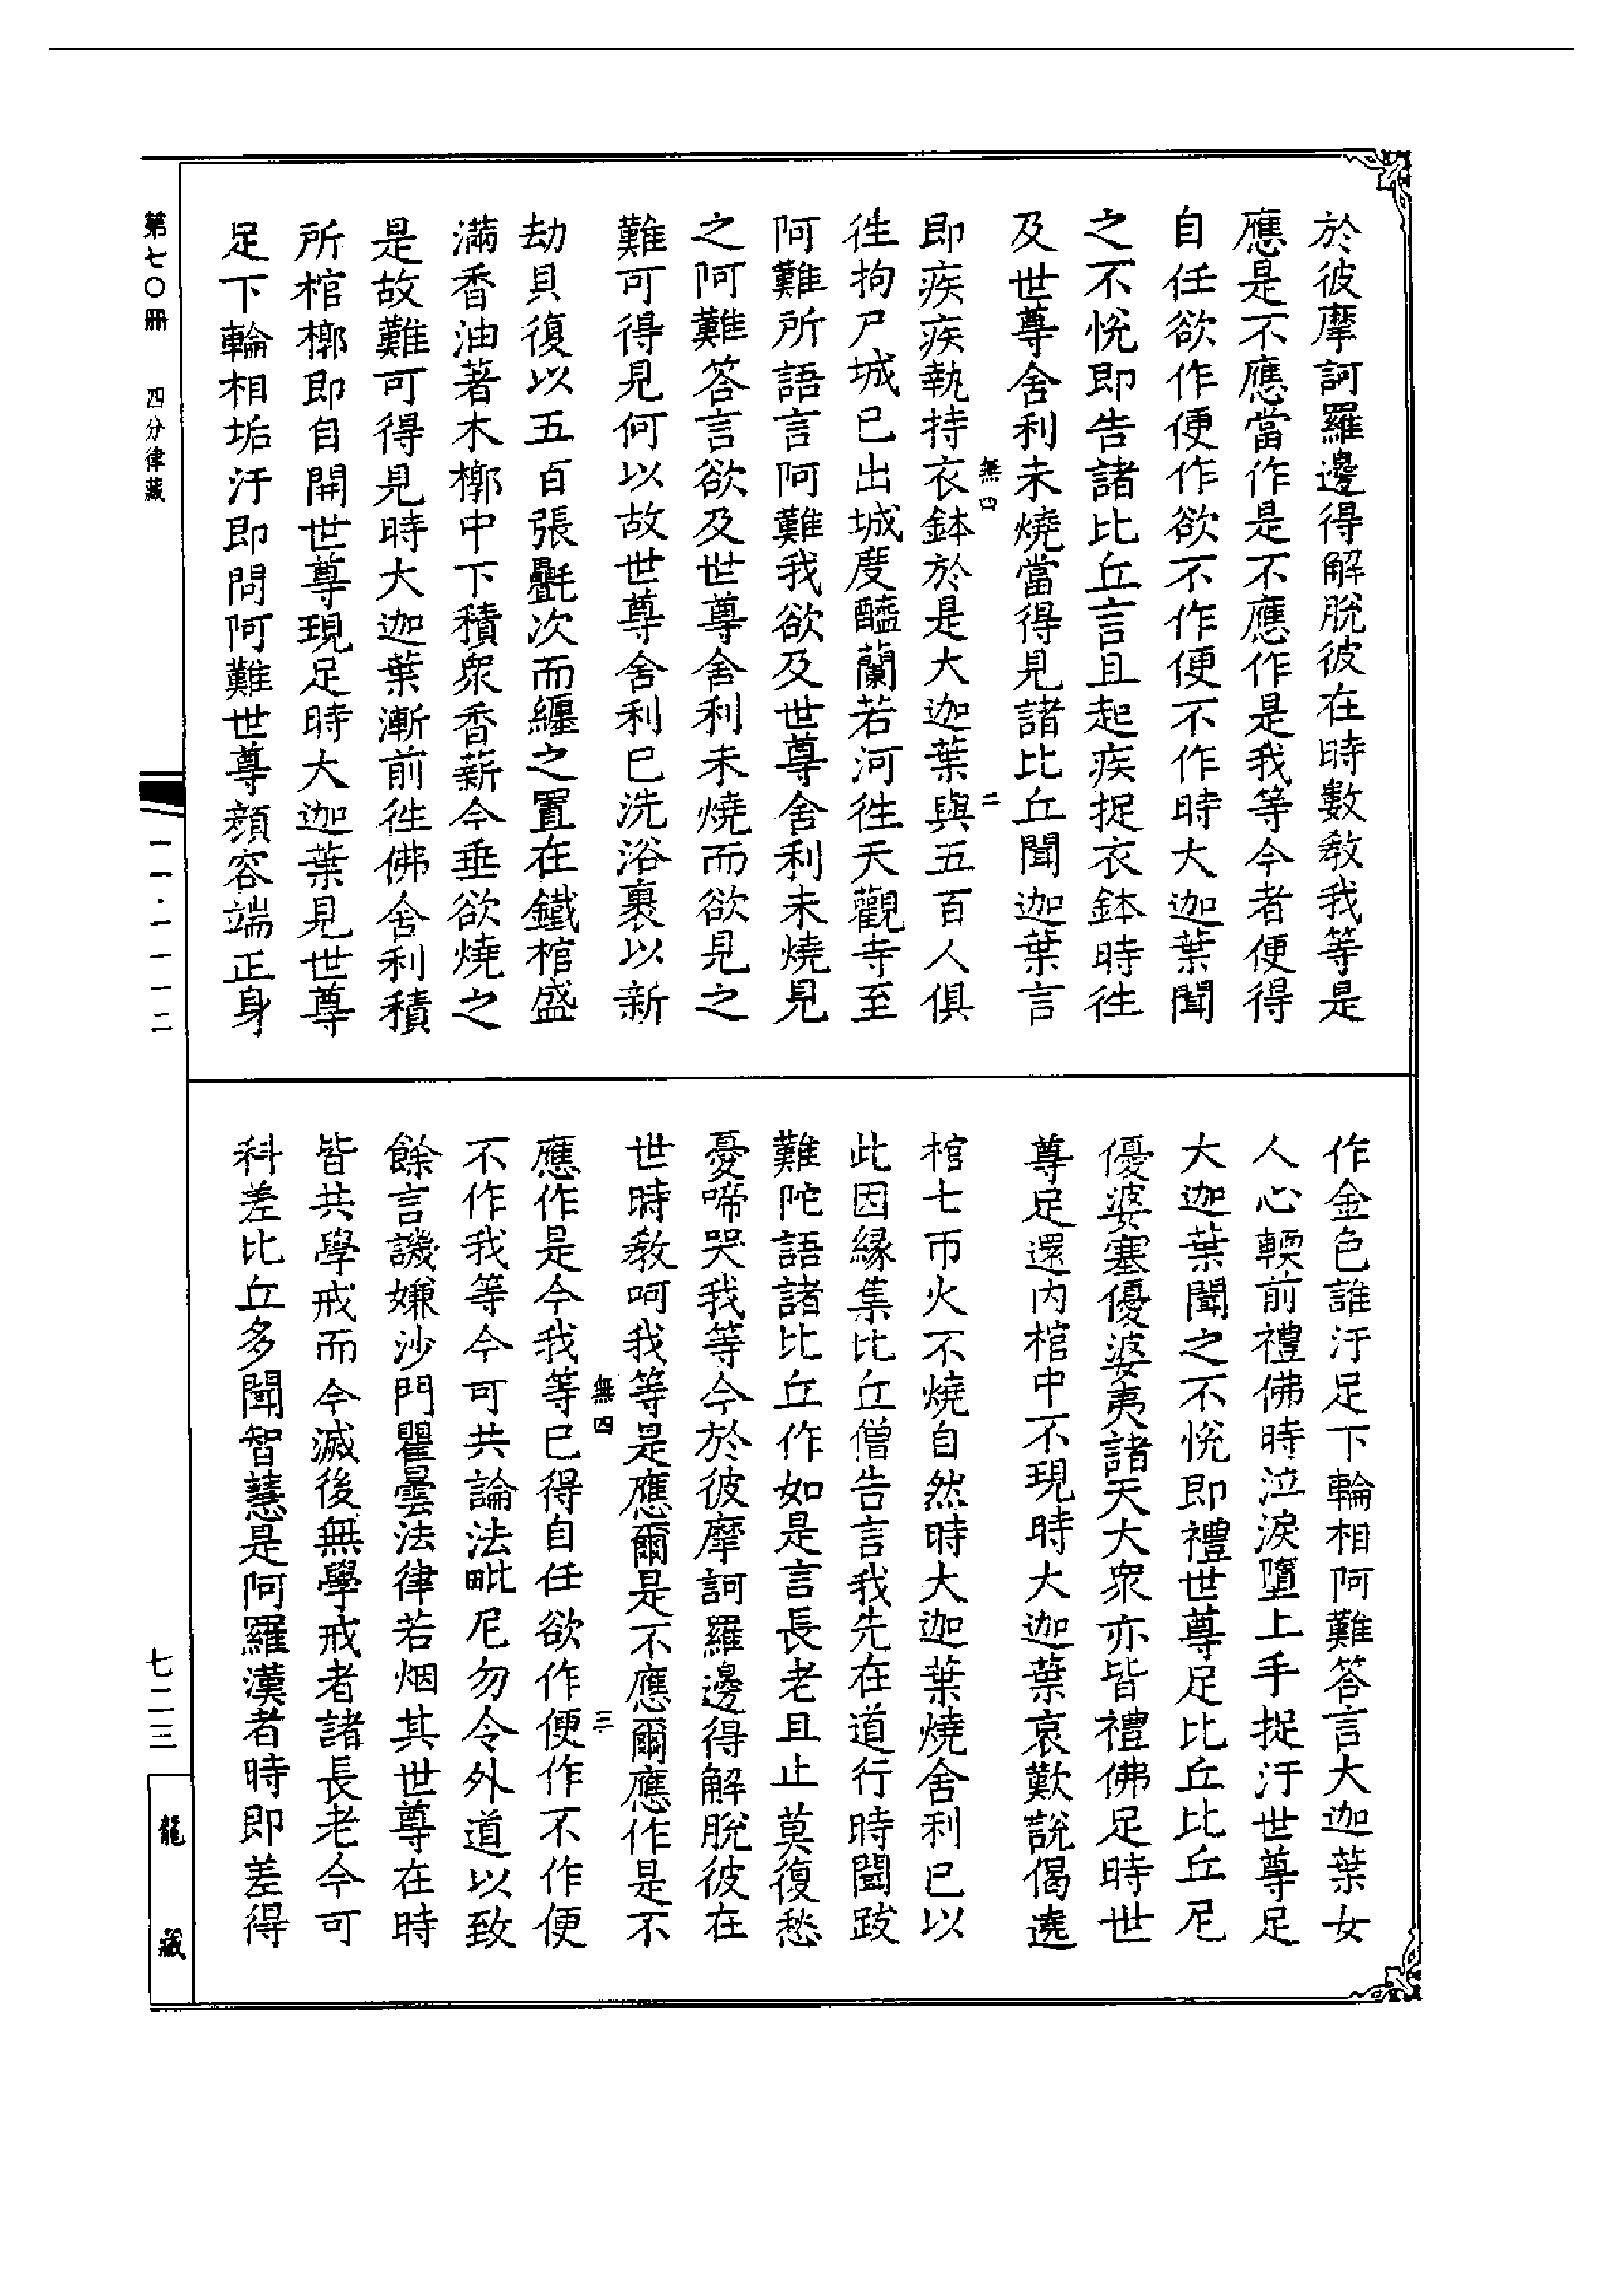 於彼摩訶羅邊得解脫彼在時數敎我等是
應是不應當作是不應作是我等今者便得
自任欲作便作欲不作便不作時大迦葉聞
之不悅即告諸比丘言且起疾捉衣鉢時徃
及世尊舍利未燒當得見諸比丘聞迦葉言
無四
二
即疾疾執持衣鉢於是大迦葉與五百人俱
徃拘尸城已出城度醯蘭若河徃天觀寺至
阿難所語言阿難我欲及世尊舍利未燒見
之阿難答言欲及世尊舍利未燒而欲見之
難可得見何以故世尊舍利已洗浴裹以新
劫貝復以五百張㲲次而纏之置在鐵棺盛
滿香油著木槨中下積衆香薪今垂欲燒之
是故難可得見時大迦葉漸前徃佛舍利積
所棺槨即自開世尊現足時大迦葉見世尊
足下輪相垢汙即問阿難世尊顏容端正身
作金色誰汙足下輪相阿難答言大迦葉女
人心輭前禮佛時泣淚墮上手捉汙世尊足
大迦葉聞之不悅即禮世尊足比丘比丘尼
優婆塞優婆夷諸天大衆亦皆禮佛足時世
尊足還内棺中不現時大迦葉哀歎說偈遶
棺七帀火不燒自然時大迦葉燒舍利已以
此因緣集比丘僧告言我先在道行時聞跋
難陀語諸比丘作如是言長老且止莫復愁
憂啼哭我等今於彼摩訶羅邊得解脫彼在
世時敎呵我等是應爾是不應爾應作是不
無四
三
應作是今我等已得自任欲作便作不作便
不作我等今可共論法毗尼勿令外道以致
餘言譏嫌沙門瞿曇法律若烟其世尊在時
皆共學戒而今滅後無學戒者諸長老今可
科差比丘多聞智慧是阿羅漢者時即差得
第七〇冊 四分律藏
一一·一一一二
七二三
龍藏